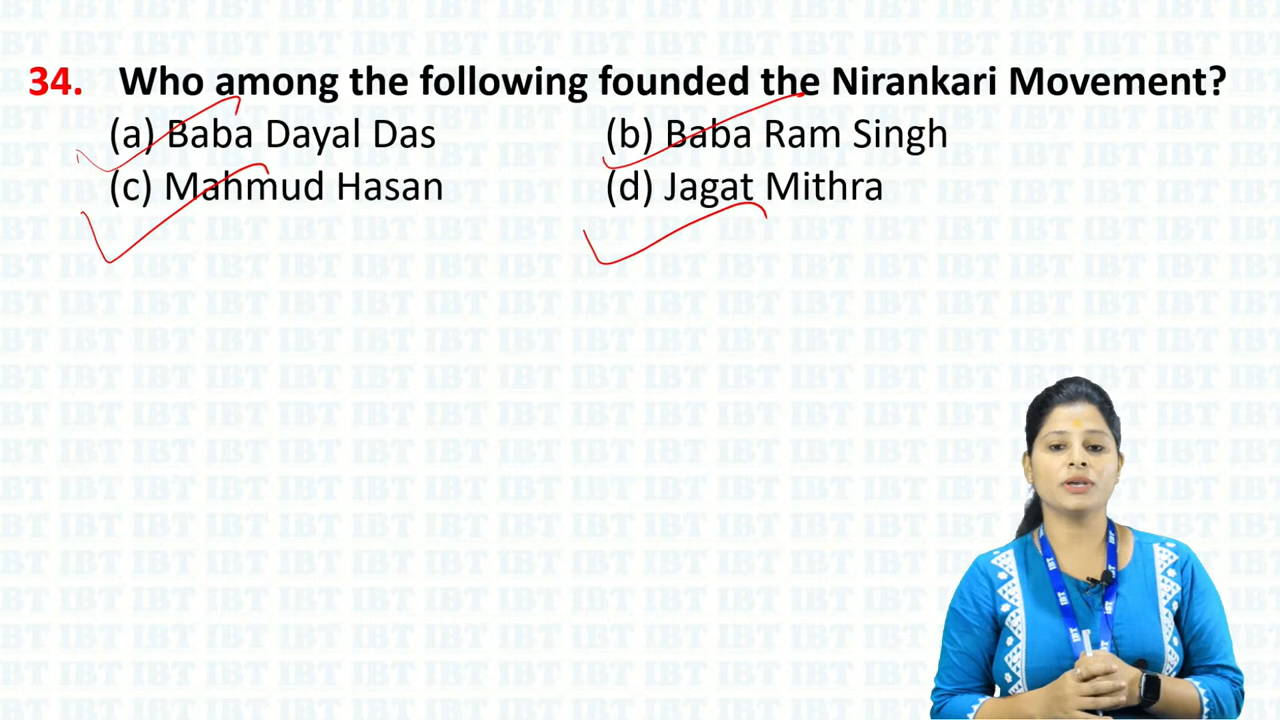 34. Who among the following founded the Nirankari Movement?
(a) Baba Dayal Das (b) Baba Ram Singh
(c) Mahmud Hasan (d) Jagat Mithra